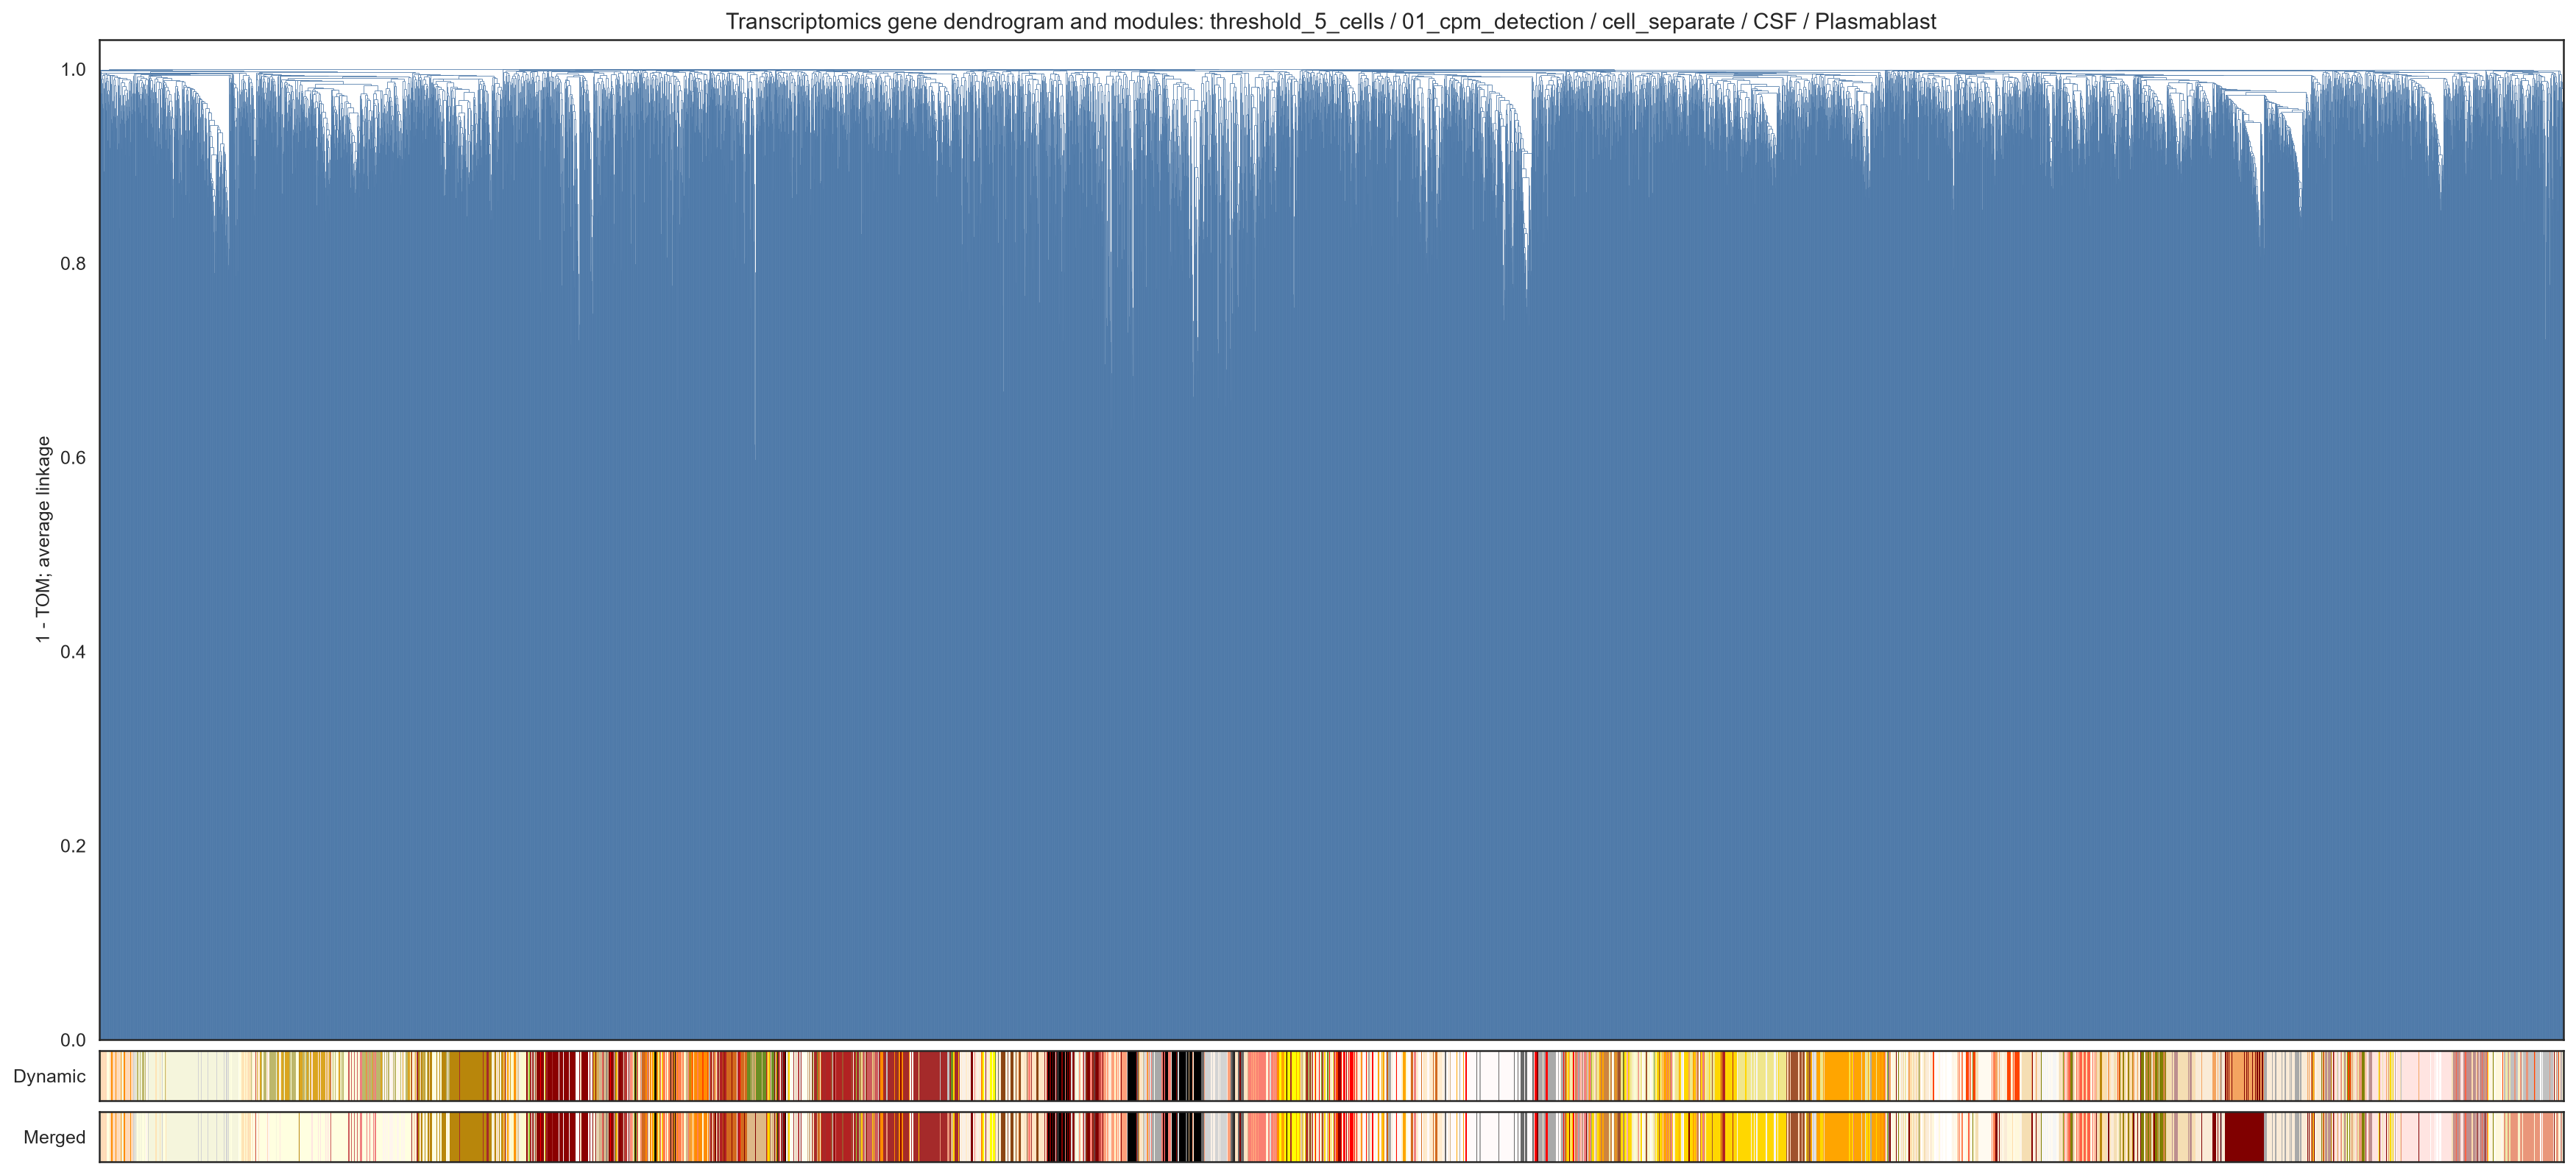 Transcriptomics gene dendrogram and modules: threshold_5_cells / 01_cpm_detection / cell_separate / CSF / Plasmablast
1.0
0.8
0.6
0.4
0.2
0.0
1 - TOM; average linkage
Dynamic
Merged